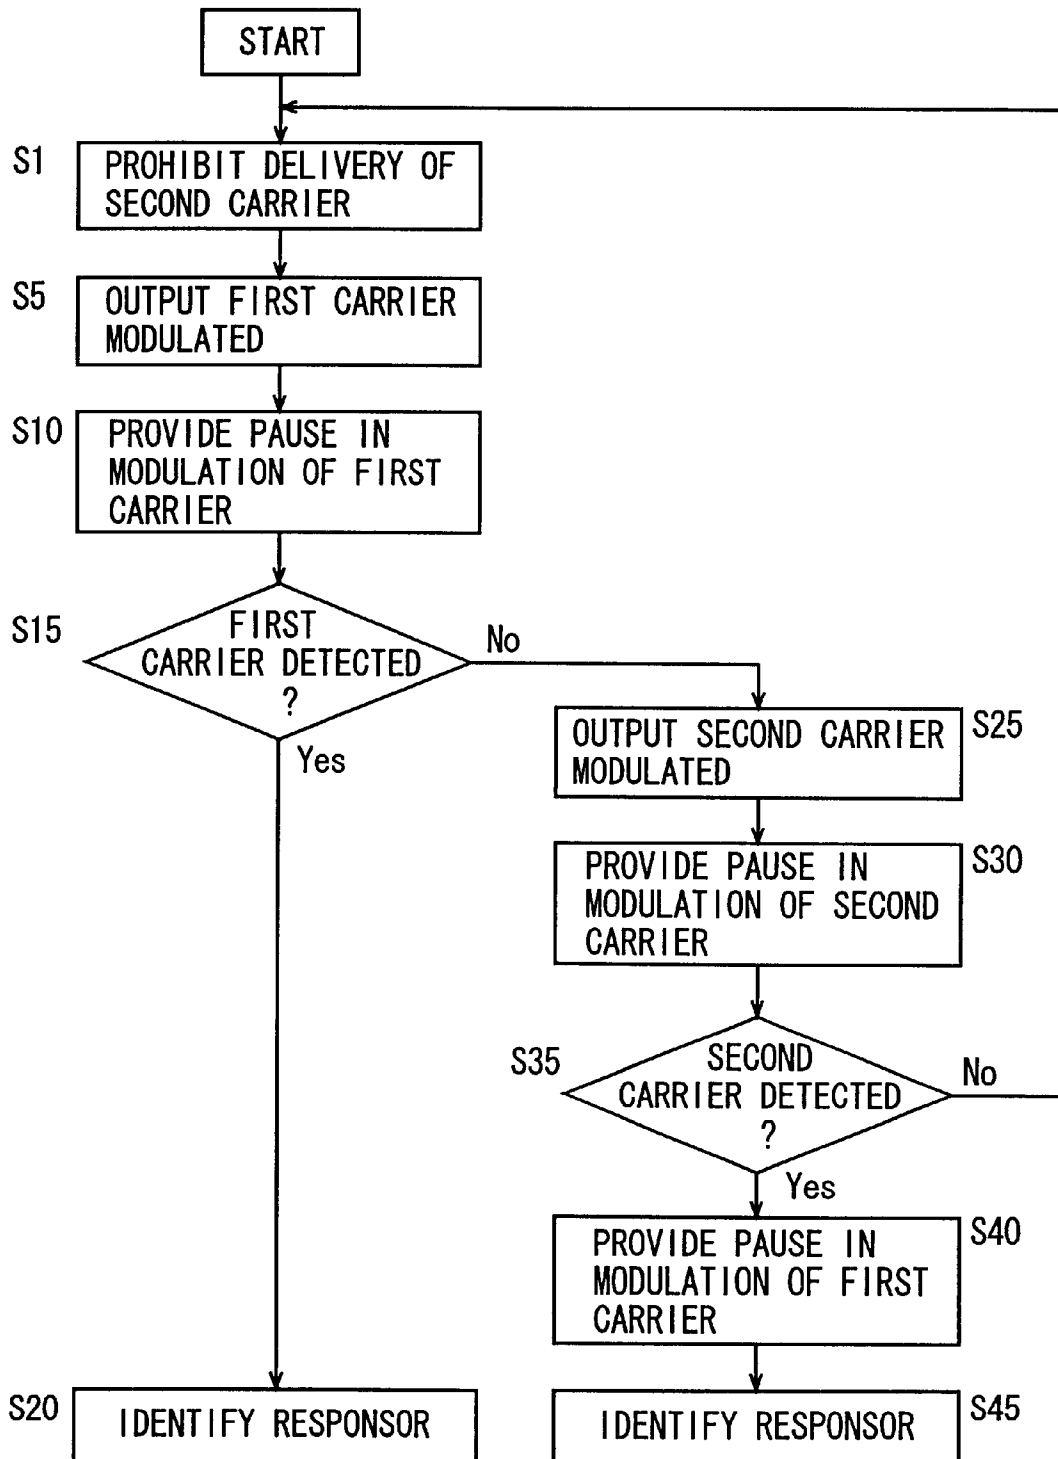 START
S1
PROHIBIT DELIVERY OF
SECOND CARRIER
S5
OUTPUT FIRST CARRIER
MODULATED
S10
PROVIDE PAUSE IN
MODULATION OF FIRST
CARRIER
S15
FIRST
CARRIER DETECTED
?
No
Yes
S25
OUTPUT SECOND CARRIER
MODULATED
S30
PROVIDE PAUSE IN
MODULATION OF SECOND
CARRIER
S35
SECOND
CARRIER DETECTED
?
No
Yes
S40
PROVIDE PAUSE IN
MODULATION OF FIRST
CARRIER
S20
IDENTIFY RESPONSOR
S45
IDENTIFY RESPONSOR